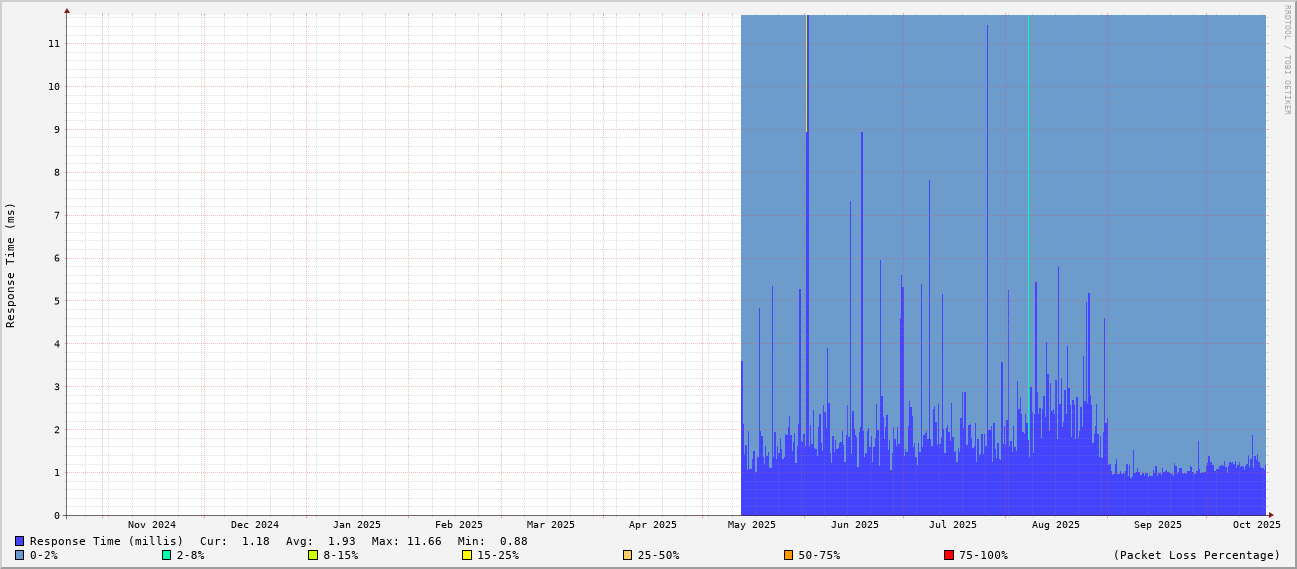 RRDTOOL / TOBI OETIKER
Response Time (ms)
11
10
9
8
7
6
5
4
3
2
1
0
Nov 2024 Dec 2024 Jan 2025 Feb 2025 Mar 2025 Apr 2025 May 2025 Jun 2025 Jul 2025 Aug 2025 Sep 2025 Oct 2025
Response Time (millis) Cur: 1.18 Avg: 1.93 Max: 11.66 Min: 0.88
0-2% 2-8% 8-15% 15-25% 25-50% 50-75% 75-100% (Packet Loss Percentage)